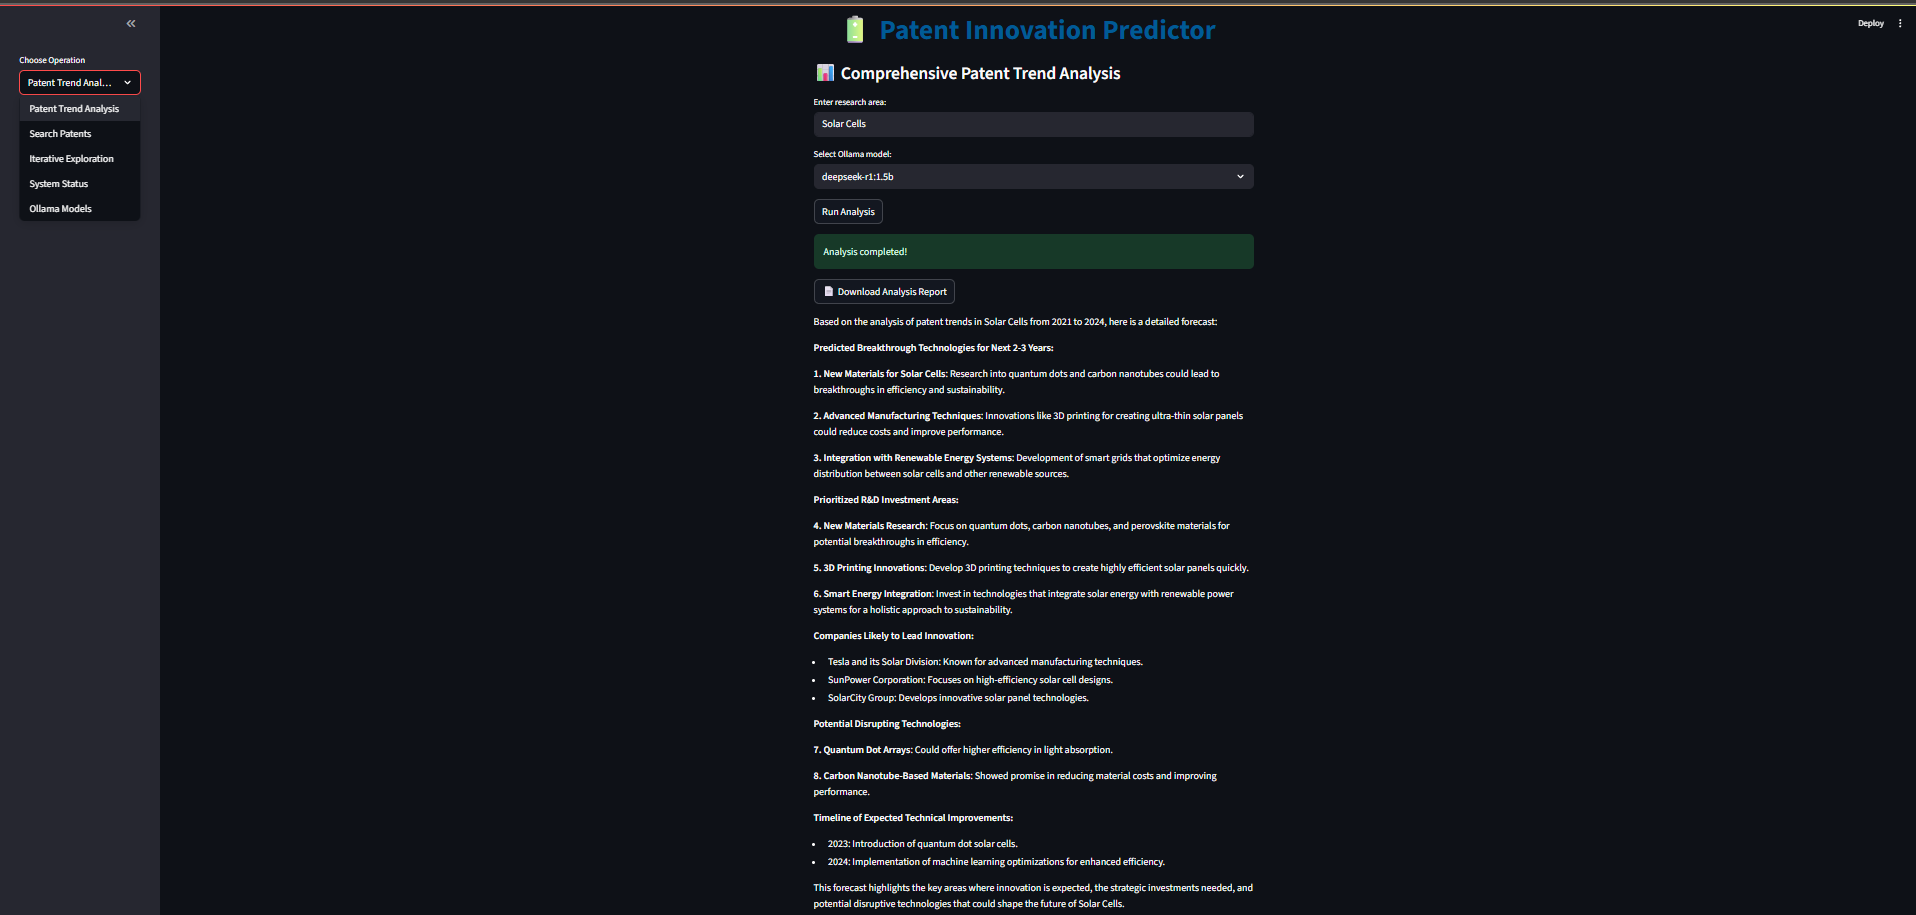 Choose Operation
Patent Trend Anal...
Patent Trend Analysis
Search Patents
Iterative Exploration
System Status
Ollama Models
Deploy
Patent Innovation Predictor
Comprehensive Patent Trend Analysis
Enter research area:
Solar Cells
Select Ollama model:
deepseek-r1:1.5b
Run Analysis
Analysis completed!
Download Analysis Report
Based on the analysis of patent trends in Solar Cells from 2021 to 2024, here is a detailed forecast:
Predicted Breakthrough Technologies for Next 2-3 Years:
1. New Materials for Solar Cells: Research into quantum dots and carbon nanotubes could lead to
breakthroughs in efficiency and sustainability.
2. Advanced Manufacturing Techniques: Innovations like 3D printing for creating ultra-thin solar panels
could reduce costs and improve performance.
3. Integration with Renewable Energy Systems: Development of smart grids that optimize energy
distribution between solar cells and other renewable sources.
Prioritized R&D Investment Areas:
4. New Materials Research: Focus on quantum dots, carbon nanotubes, and perovskite materials for
potential breakthroughs in efficiency.
5. 3D Printing Innovations: Develop 3D printing techniques to create highly efficient solar panels quickly.
6. Smart Energy Integration: Invest in technologies that integrate solar energy with renewable power
systems for a holistic approach to sustainability.
Companies Likely to Lead Innovation:
• Tesla and its Solar Division: Known for advanced manufacturing techniques.
• SunPower Corporation: Focuses on high-efficiency solar cell designs.
• SolarCity Group: Develops innovative solar panel technologies.
Potential Disrupting Technologies:
7. Quantum Dot Arrays: Could offer higher efficiency in light absorption.
8. Carbon Nanotube-Based Materials: Showed promise in reducing material costs and improving
performance.
Timeline of Expected Technical Improvements:
• 2023: Introduction of quantum dot solar cells.
• 2024: Implementation of machine learning optimizations for enhanced efficiency.
This forecast highlights the key areas where innovation is expected, the strategic investments needed, and
potential disruptive technologies that could shape the future of Solar Cells.